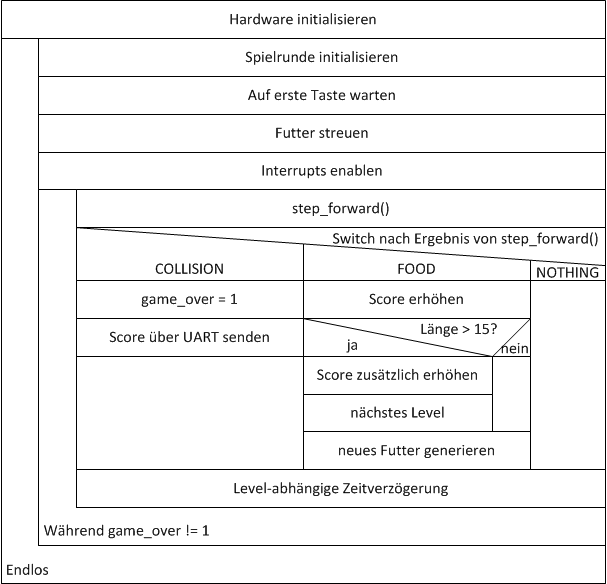 Hardware initialisieren
Spielrunde initialisieren
Auf erste Taste warten
Futter streuen
Interrupts enablen
step_forward()
Switch nach Ergebnis von step_forward()
COLLISION
FOOD
NOTHING
game_over = 1
Score erhöhen
Score über UART senden
Länge > 15?
ja
nein
Score zusätzlich erhöhen
nächstes Level
neues Futter generieren
Level-abhängige Zeitverzögerung
Während game_over != 1
Endlos